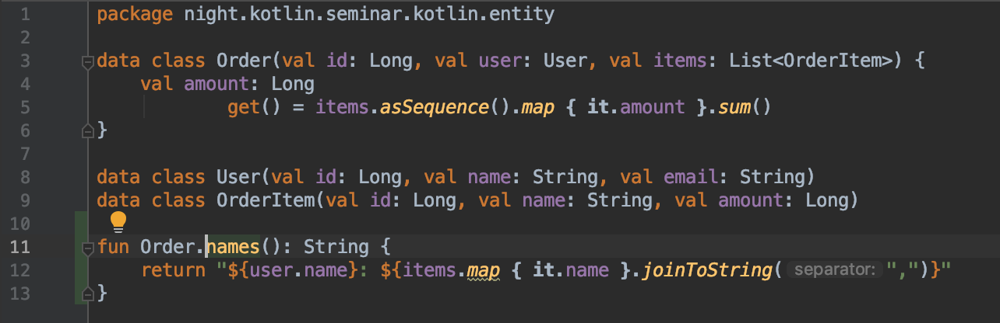 1 package night.kotlin.seminar.kotlin.entity
2
3 data class Order(val id: Long, val user: User, val items: List<OrderItem>) {
4     val amount: Long
5             get() = items.asSequence().map { it.amount }.sum()
6 }
7
8 data class User(val id: Long, val name: String, val email: String)
9 data class OrderItem(val id: Long, val name: String, val amount: Long)
10
11 fun Order.names(): String {
12     return "${user.name}: ${items.map { it.name }.joinToString( separator: ",")}"
13 }